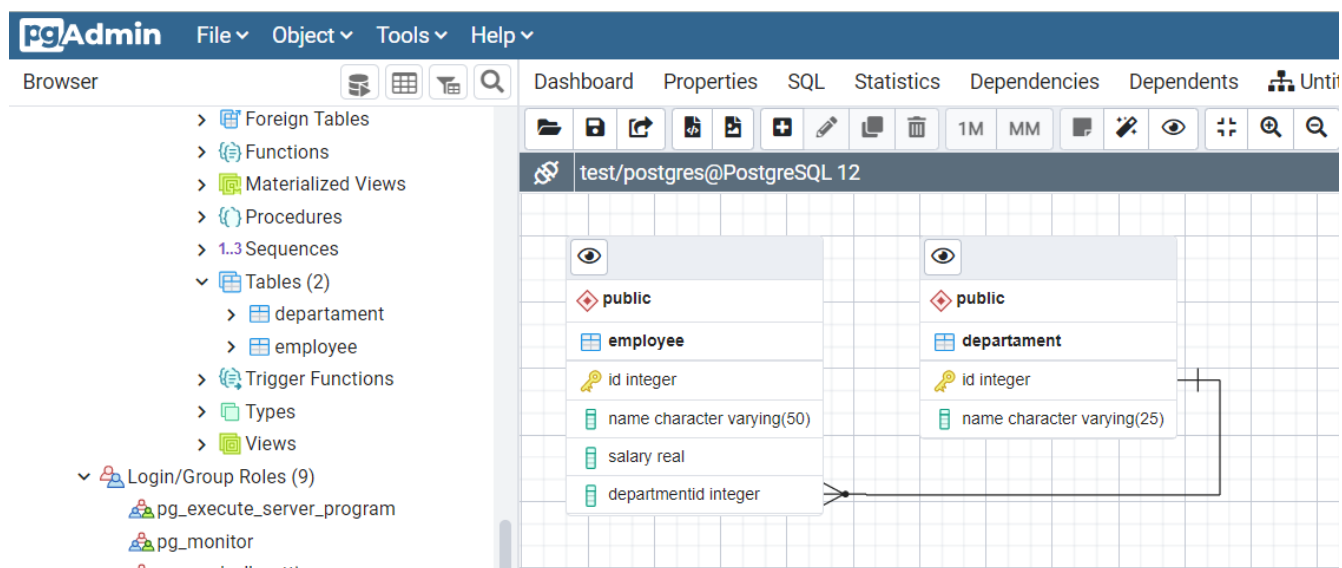 pgAdmin File Object Tools Help
Browser
Dashboard Properties SQL Statistics Dependencies Dependents
1M MM
test/postgres@PostgreSQL 12
Foreign Tables
Functions
Materialized Views
Procedures
1..3 Sequences
Tables (2)
departament
employee
Trigger Functions
Types
Views
Login/Group Roles (9)
pg_execute_server_program
pg_monitor
public
employee
id integer
name character varying(50)
salary real
departmentid integer
public
departament
id integer
name character varying(25)